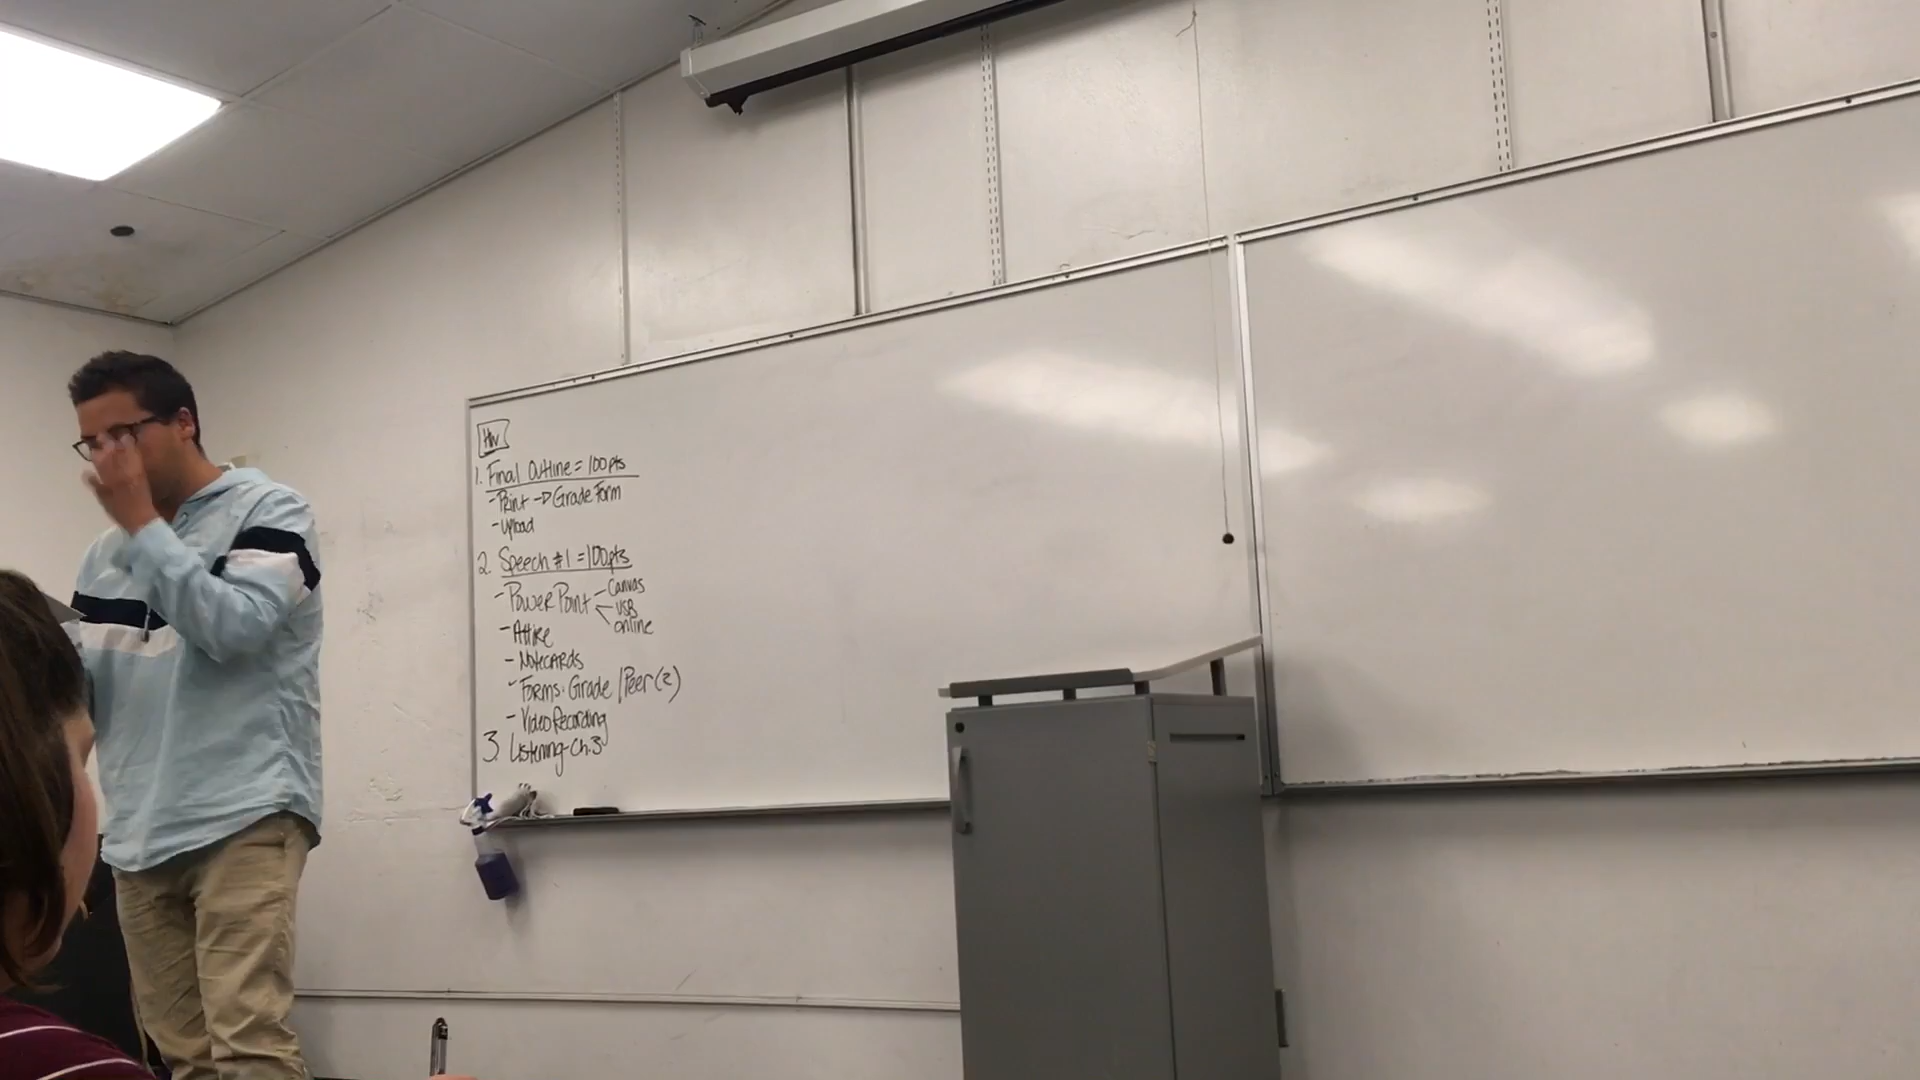 HW
1. Final Outline = 100pts
- Print → Grade Form
- Upload
2. Speech #1 = 100pts
- PowerPoint - Canvas
- USB
online
- Attire
- Notecards
- Forms: Grade / Peer (2)
- Video Recording
3. Listening - Ch. 3